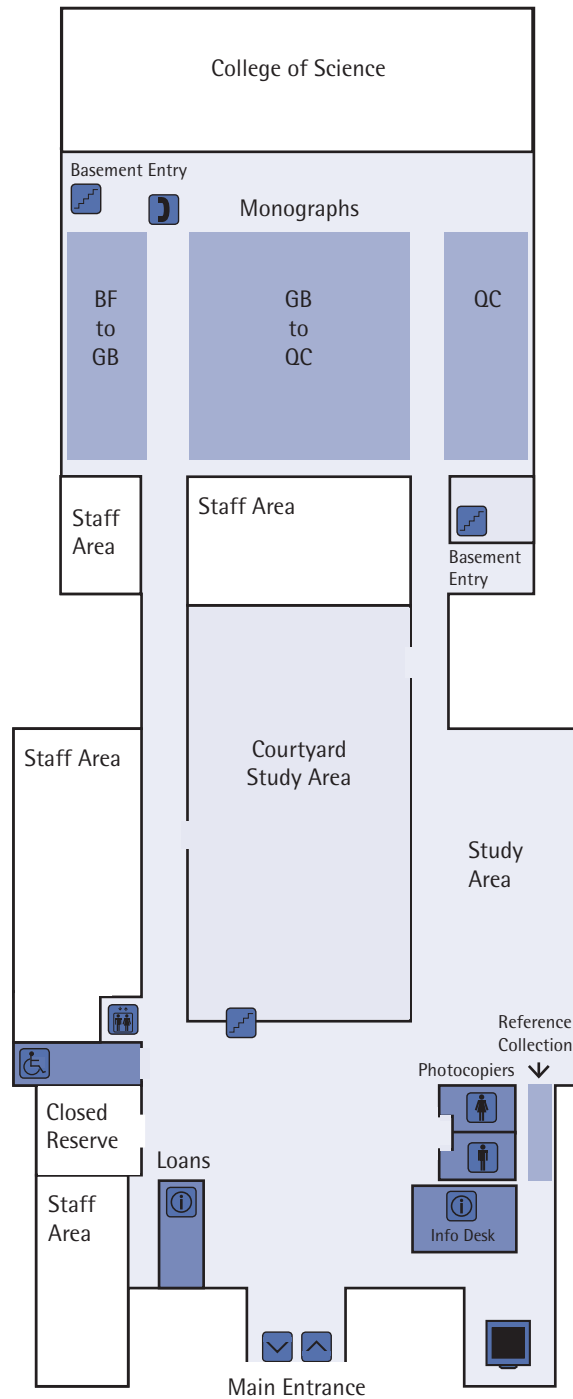 College of Science
Basement Entry
Monographs
BF
to
GB
GB
to
QC
QC
Staff
Area
Staff Area
Basement
Entry
Staff Area
Courtyard
Study Area
Study
Area
Reference
Collection
Photocopiers
Closed
Reserve
Loans
Staff
Area
Info Desk
Main Entrance